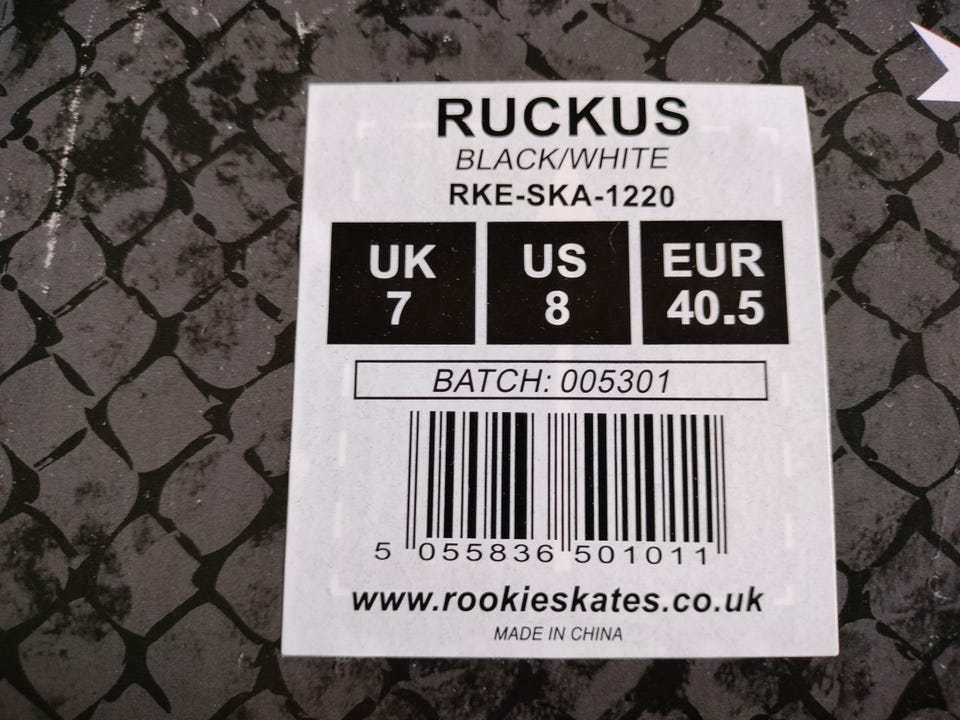 RUCKUS
BLACK/WHITE
RKE-SKA-1220
UK US EUR
7 8 40.5
BATCH: 005301
5 055836 501011
www.rookieskates.co.uk
MADE IN CHINA